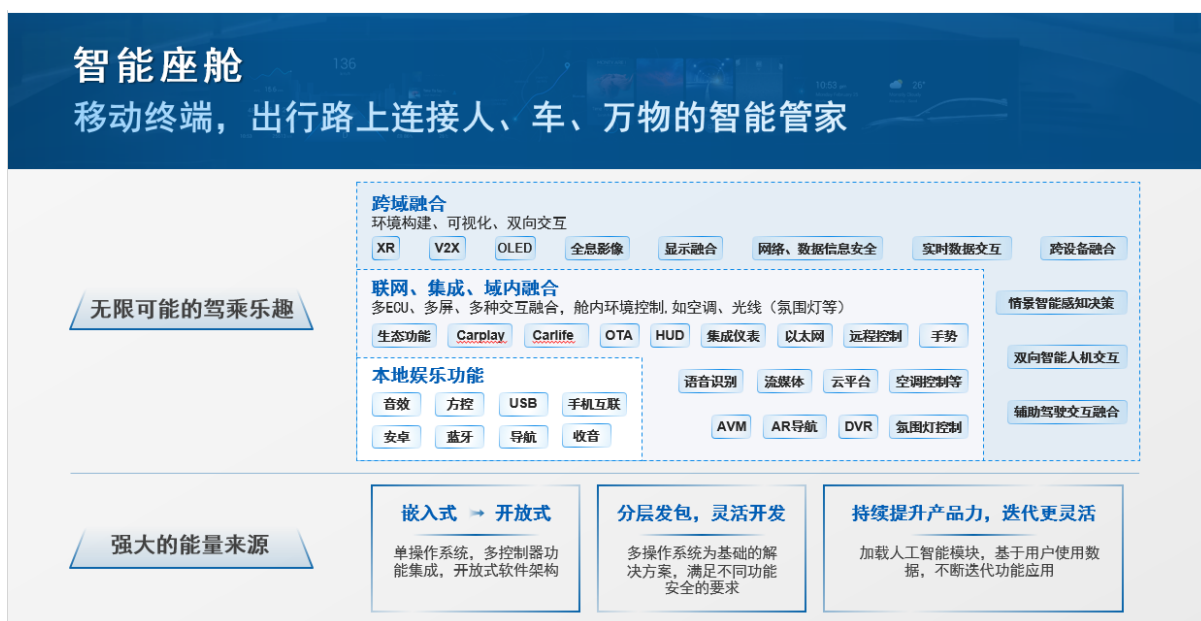 智能座舱
移动终端，出行路上连接人、车、万物的智能管家
136
10:53
26°
无限可能的驾乘乐趣
跨域融合
环境构建、可视化、双向交互
XR V2X OLED 全息影像 显示融合 网络、数据信息安全 实时数据交互 跨设备融合
联网、集成、域内融合
多ECU、多屏、多种交互融合，舱内环境控制,如空调、光线（氛围灯等）
生态功能 Carplay Carlife OTA HUD 集成仪表 以太网 远程控制 手势
语音识别 流媒体 云平台 空调控制等
AVM AR导航 DVR 氛围灯控制
情景智能感知决策
双向智能人机交互
辅助驾驶交互融合
本地娱乐功能
音效 方控 USB 手机互联
安卓 蓝牙 导航 收音
强大的能量来源
嵌入式 → 开放式
单操作系统，多控制器功
能集成，开放式软件架构
分层发包，灵活开发
多操作系统为基础的解
决方案，满足不同功能
安全的要求
持续提升产品力，迭代更灵活
加载人工智能模块，基于用户使用数
据，不断迭代功能应用